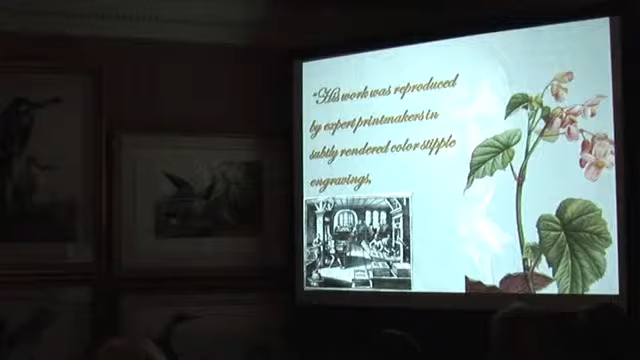 "His work was reproduced
by expert printmakers in
subtly rendered color stipple
engravings,